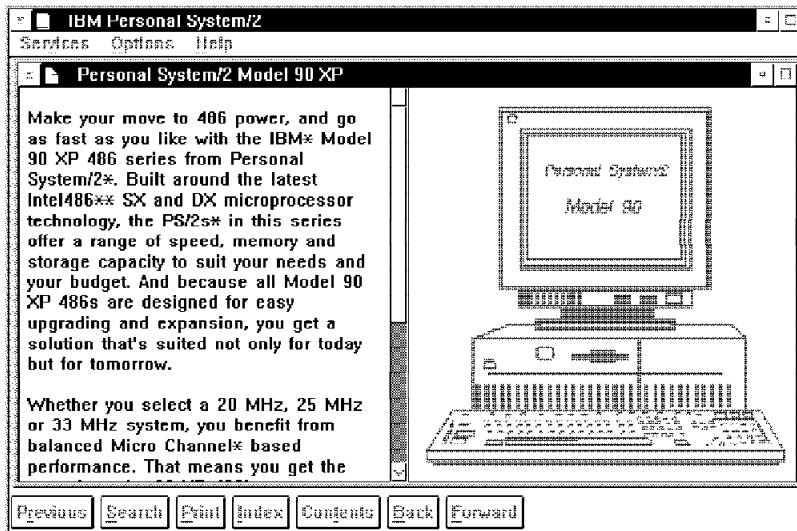 IBM Personal System/2
Services Options Help
Personal System/2 Model 90 XP
Make your move to 486 power, and go
as fast as you like with the IBM* Model
90 XP 486 series from Personal
System/2*. Built around the latest
Intel486** SX and DX microprocessor
technology, the PS/2s* in this series
offer a range of speed, memory and
storage capacity to suit your needs and
your budget. And because all Model 90
XP 486s are designed for easy
upgrading and expansion, you get a
solution that's suited not only for today
but for tomorrow.
Whether you select a 20 MHz, 25 MHz
or 33 MHz system, you benefit from
balanced Micro Channel* based
performance. That means you get the
Personal System/2
Model 90
Previous Search Print Index Contents Back Forward